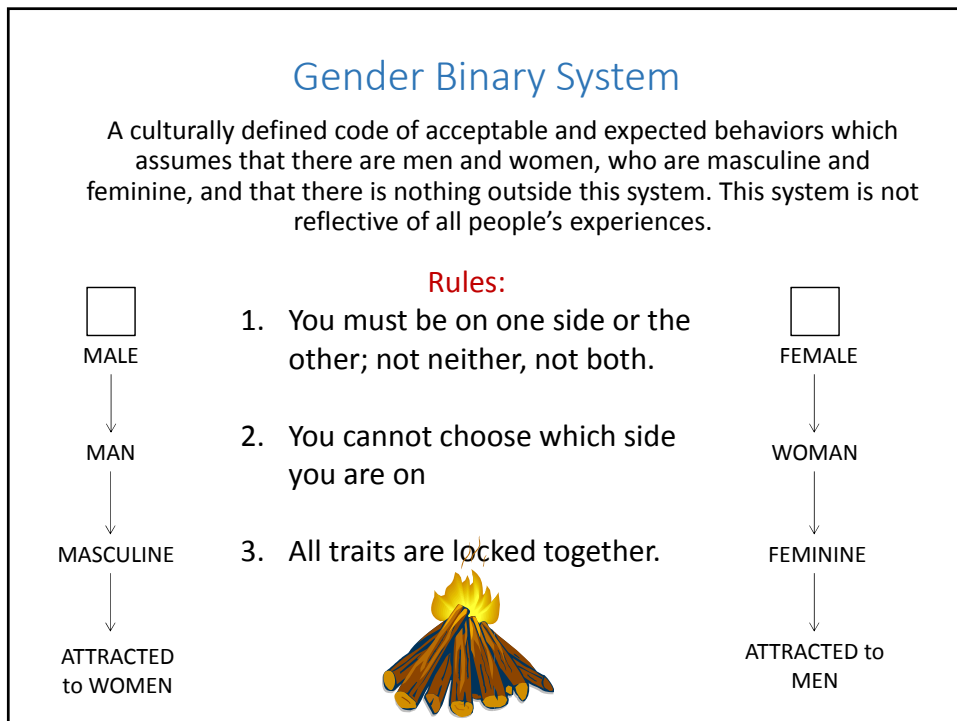 Gender Binary System
A culturally defined code of acceptable and expected behaviors which
assumes that there are men and women, who are masculine and
feminine, and that there is nothing outside this system. This system is not
reflective of all people’s experiences.
MALE
MAN
MASCULINE
ATTRACTED
to WOMEN
Rules:
1. You must be on one side or the
other; not neither, not both.
2. You cannot choose which side
you are on
3. All traits are locked together.
FEMALE
WOMAN
FEMININE
ATTRACTED to
MEN